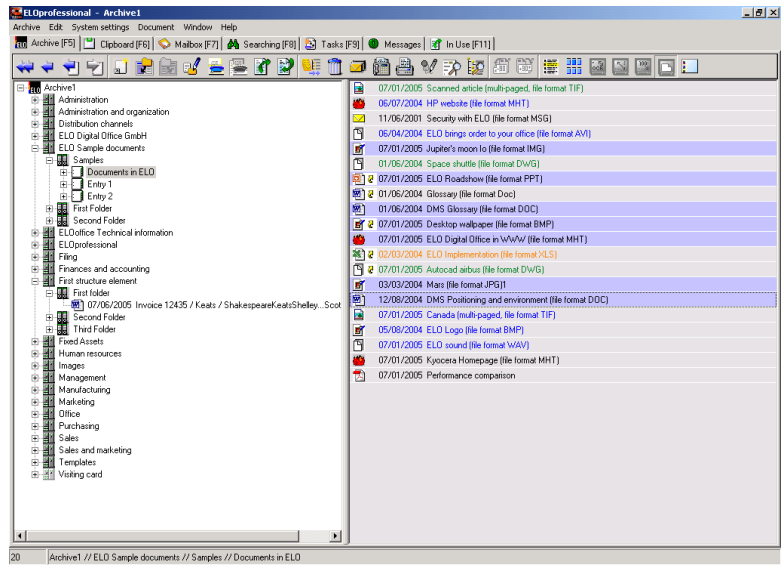 ELOprofessional - Archive1
Archive Edit System settings Document Window Help
Archive [F5] Clipboard [F6] Mailbox [F7] Searching [F8] Tasks [F9] Messages In Use [F11]
Archive1
Administration
Administration and organization
Distribution channels
ELO Digital Office GmbH
ELO Sample documents
Samples
Documents in ELO
Entry 1
Entry 2
First Folder
Second Folder
ELOoffice Technical information
ELOprofessional
Filing
Finances and accounting
First structure element
First folder
07/06/2005 Invoice 12435 / Keats / ShakespeareKeatsShelley...Scot
Second Folder
Third Folder
Fixed Assets
Human resources
Images
Management
Manufacturing
Marketing
Office
Purchasing
Sales
Sales and marketing
Templates
Visiting card
07/01/2005 Scanned article (multi-paged, file format TIF)
06/07/2004 HP website (file format MHT)
11/06/2001 Security with ELO (file format MSG)
06/04/2004 ELO brings order to your office (file format AVI)
07/01/2005 Jupiter's moon Io (file format IMG)
01/06/2004 Space shuttle (file format DWG)
07/01/2005 ELO Roadshow (file format PPT)
01/06/2004 Glossary (file format Doc)
01/06/2004 DMS Glossary (file format DOC)
07/01/2005 Desktop wallpaper (file format BMP)
07/01/2005 ELO Digital Office in WWW (file format MHT)
02/03/2004 ELO Implementation (file format XLS)
07/01/2005 Autocad airbus (file format DWG)
03/03/2004 Mars (file format JPG)1
12/08/2004 DMS Positioning and environment (file format DOC)
07/01/2005 Canada (multi-paged, file format TIF)
05/08/2004 ELO Logo (file format BMP)
07/01/2005 ELO sound (file format WAV)
07/01/2005 Kyocera Homepage (file format MHT)
07/01/2005 Performance comparison
20 Archive1 // ELO Sample documents // Samples // Documents in ELO